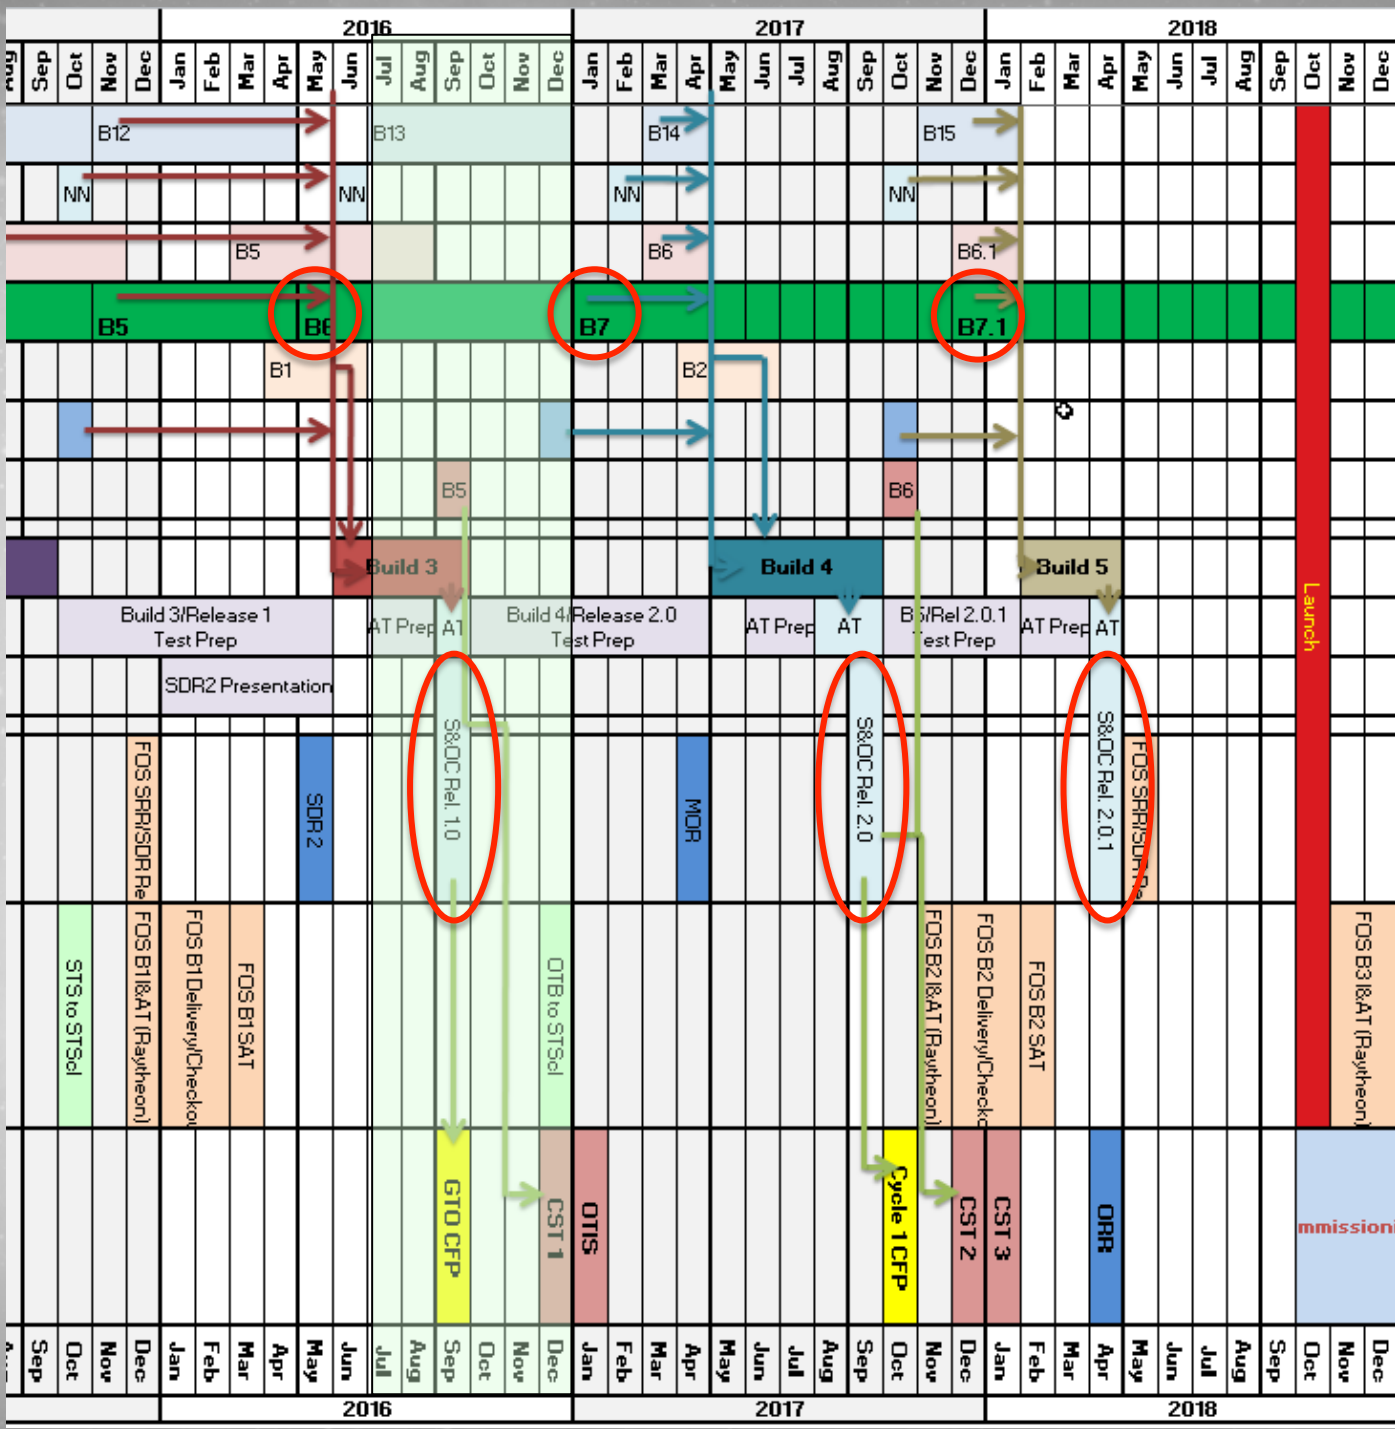 2016 2017 2018
Aug Sep Oct Nov Dec Jan Feb Mar Apr May Jun Jul Aug Sep Oct Nov Dec Jan Feb Mar Apr May Jun Jul Aug Sep Oct Nov Dec Jan Feb Mar Apr May Jun Jul Aug Sep Oct Nov Dec
B12 B13 B14 B15
NN NN NN NN
B5 B6 B6.1
B5 B6 B7 B7.1
B1 B2
B5 B6
Build 3 Build 4 Build 5
Build 3/Release 1
Test Prep
AT Prep AT
Build 4/Release 2.0
Test Prep
AT Prep AT
B5/Rel 2.0.1
Test Prep
AT Prep AT
SDR2 Presentation
FOS SRR/SDR Re
SDR 2
S&OC Rel. 1.0
MOR
S&OC Rel. 2.0
S&OC Rel. 2.0.1
FOS SRR/SDR Re
Launch
STS to STScI
FOS B1 I&AT (Raytheon)
FOS B1 Delivery/Checkou
FOS B1 SAT
OTB to STScI
FOS B2 I&AT (Raytheon)
FOS B2 Delivery/Checko
FOS B2 SAT
FOS B3 I&AT (Raytheon)
GTO CFP
CST 1
OTIS
Cycle 1 CFP
CST 2
CST 3
ORR
mmissioni
Sep Oct Nov Dec Jan Feb Mar Apr May Jun Jul Aug Sep Oct Nov Dec Jan Feb Mar Apr May Jun Jul Aug Sep Oct Nov Dec Jan Feb Mar Apr May Jun Jul Aug Sep Oct Nov Dec
2016 2017 2018